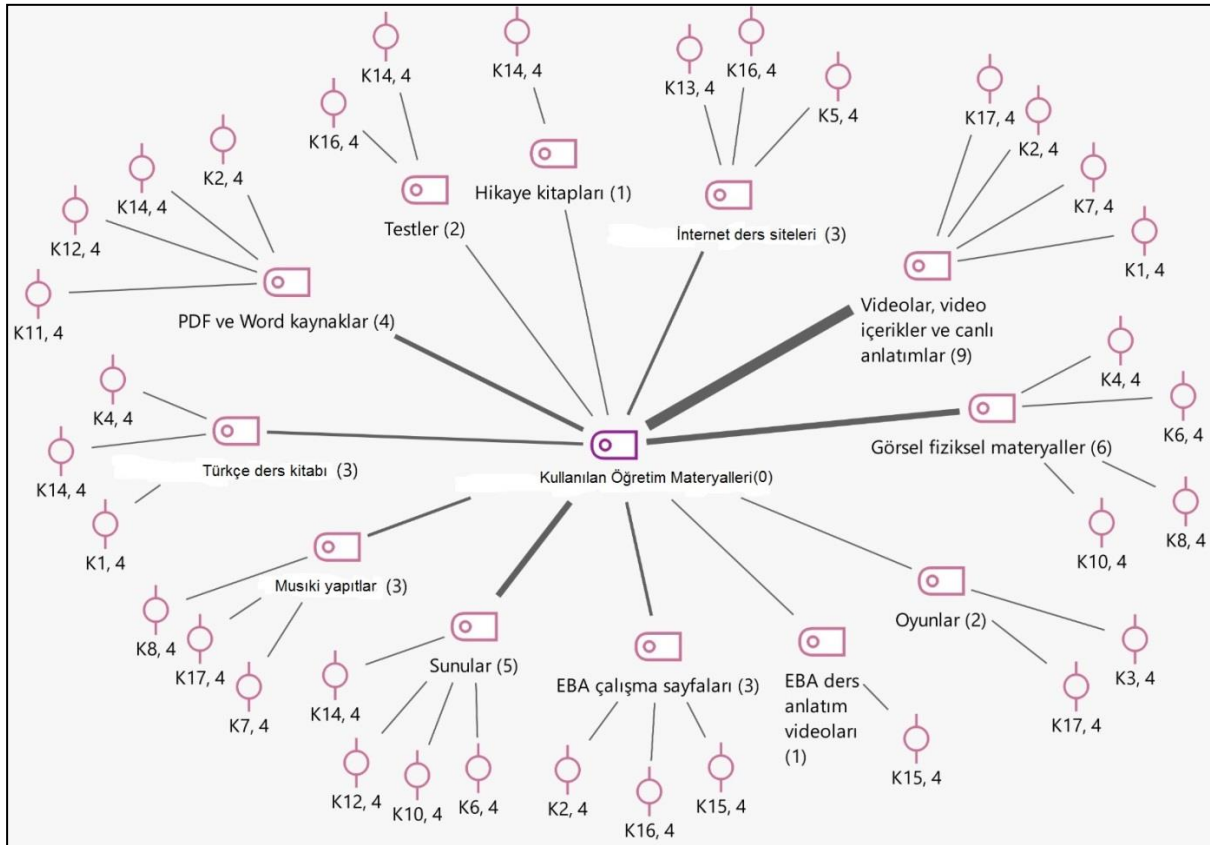 K14, 4
K16, 4
Testler (2)
K14, 4
Hikaye kitapları (1)
K13, 4
K16, 4
K5, 4
İnternet ders siteleri (3)
K17, 4
K2, 4
K7, 4
K1, 4
Videolar, video
içerikler ve canlı
anlatımlar (9)
K2, 4
K14, 4
K12, 4
K11, 4
PDF ve Word kaynaklar (4)
K4, 4
K6, 4
K8, 4
K10, 4
Görsel fiziksel materyaller (6)
K4, 4
K14, 4
K1, 4
Türkçe ders kitabı (3)
Kullanılan Öğretim Materyalleri(0)
Musıki yapıtlar (3)
K8, 4
K17, 4
K7, 4
Sunular (5)
K14, 4
K12, 4
K10, 4
K6, 4
EBA çalışma sayfaları (3)
K2, 4
K16, 4
K15, 4
EBA ders
anlatım
videoları
(1)
K15, 4
Oyunlar (2)
K3, 4
K17, 4